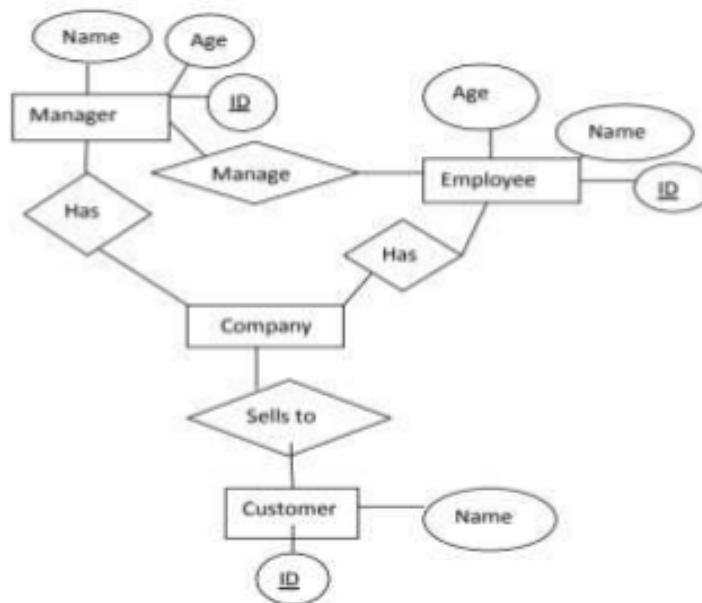 Name
Age
ID
Manager
Age
Name
Manage
Employee
ID
Has
Has
Company
Sells to
Customer
Name
ID